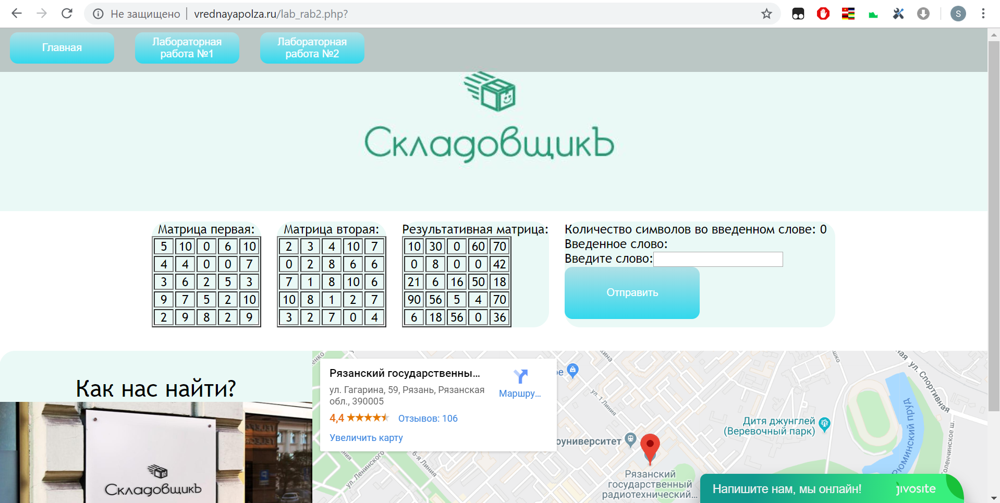 Не защищено | vrednayapolza.ru/lab_rab2.php?
S
Главная
Лабораторная
работа №1
Лабораторная
работа №2
СкладовщикЪ
Матрица первая:
5 10 0 6 10
4 4 0 0 7
3 6 2 5 3
9 7 5 2 10
2 9 8 2 9
Матрица вторая:
2 3 4 10 7
0 2 8 6 6
7 1 8 10 6
10 8 1 2 7
3 2 7 0 4
Результативная матрица:
10 30 0 60 70
0 8 0 0 42
21 6 16 50 18
90 56 5 4 70
6 18 56 0 36
Количество символов во введенном слове: 0
Введенное слово:
Введите слово:
Отправить
Как нас найти?
СкладовщикЪ
Рязанский государственны...
ул. Гагарина, 59, Рязань, Рязанская
обл., 390005
4,4
Отзывов: 106
Увеличить карту
Маршру...
ул. 1 Линия
6-я Линия
ул. Ленинского
оуниверситет
Рязанский
государственный
радиотехнический...
Дитя джунглей
(Веревочный парк)
ул. Спортивная
Рюминский пруд
Голенчинское ш.
Напишите нам, мы онлайн!
jivosite